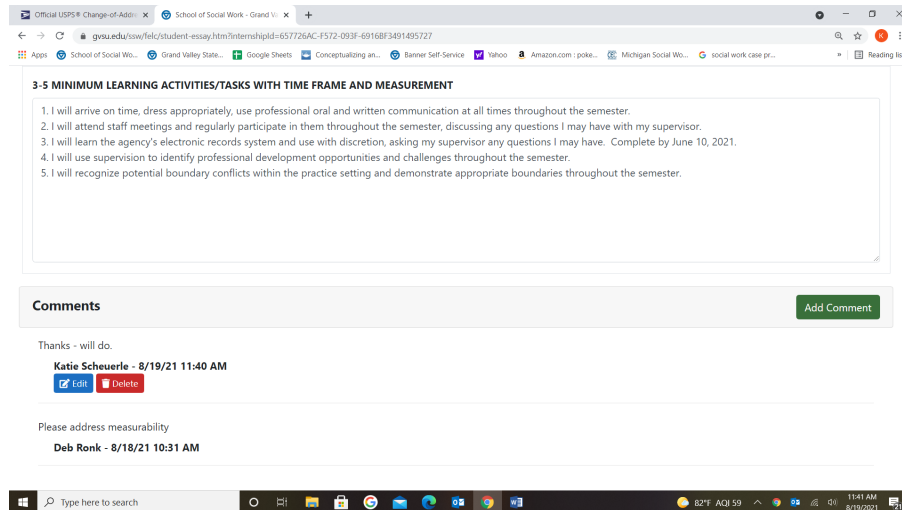 Official USPS® Change-of-Addre
School of Social Work - Grand Va
gvsu.edu/ssw/felc/student-essay.htm?internshipId=657726AC-F572-093F-6916BF3491495727
Apps School of Social Wo... Grand Valley State... Google Sheets Conceptualizing an... Banner Self-Service Yahoo Amazon.com : poke... Michigan Social Wo... social work case pr... » Reading lis
3-5 MINIMUM LEARNING ACTIVITIES/TASKS WITH TIME FRAME AND MEASUREMENT
1. I will arrive on time, dress appropriately, use professional oral and written communication at all times throughout the semester.
2. I will attend staff meetings and regularly participate in them throughout the semester, discussing any questions I may have with my supervisor.
3. I will learn the agency's electronic records system and use with discretion, asking my supervisor any questions I may have. Complete by June 10, 2021.
4. I will use supervision to identify professional development opportunities and challenges throughout the semester.
5. I will recognize potential boundary conflicts within the practice setting and demonstrate appropriate boundaries throughout the semester.
Comments
Add Comment
Thanks - will do.
Katie Scheuerle - 8/19/21 11:40 AM
Edit Delete
Please address measurability
Deb Ronk - 8/18/21 10:31 AM
Type here to search
82°F AQI 59
11:41 AM
8/19/2021
21